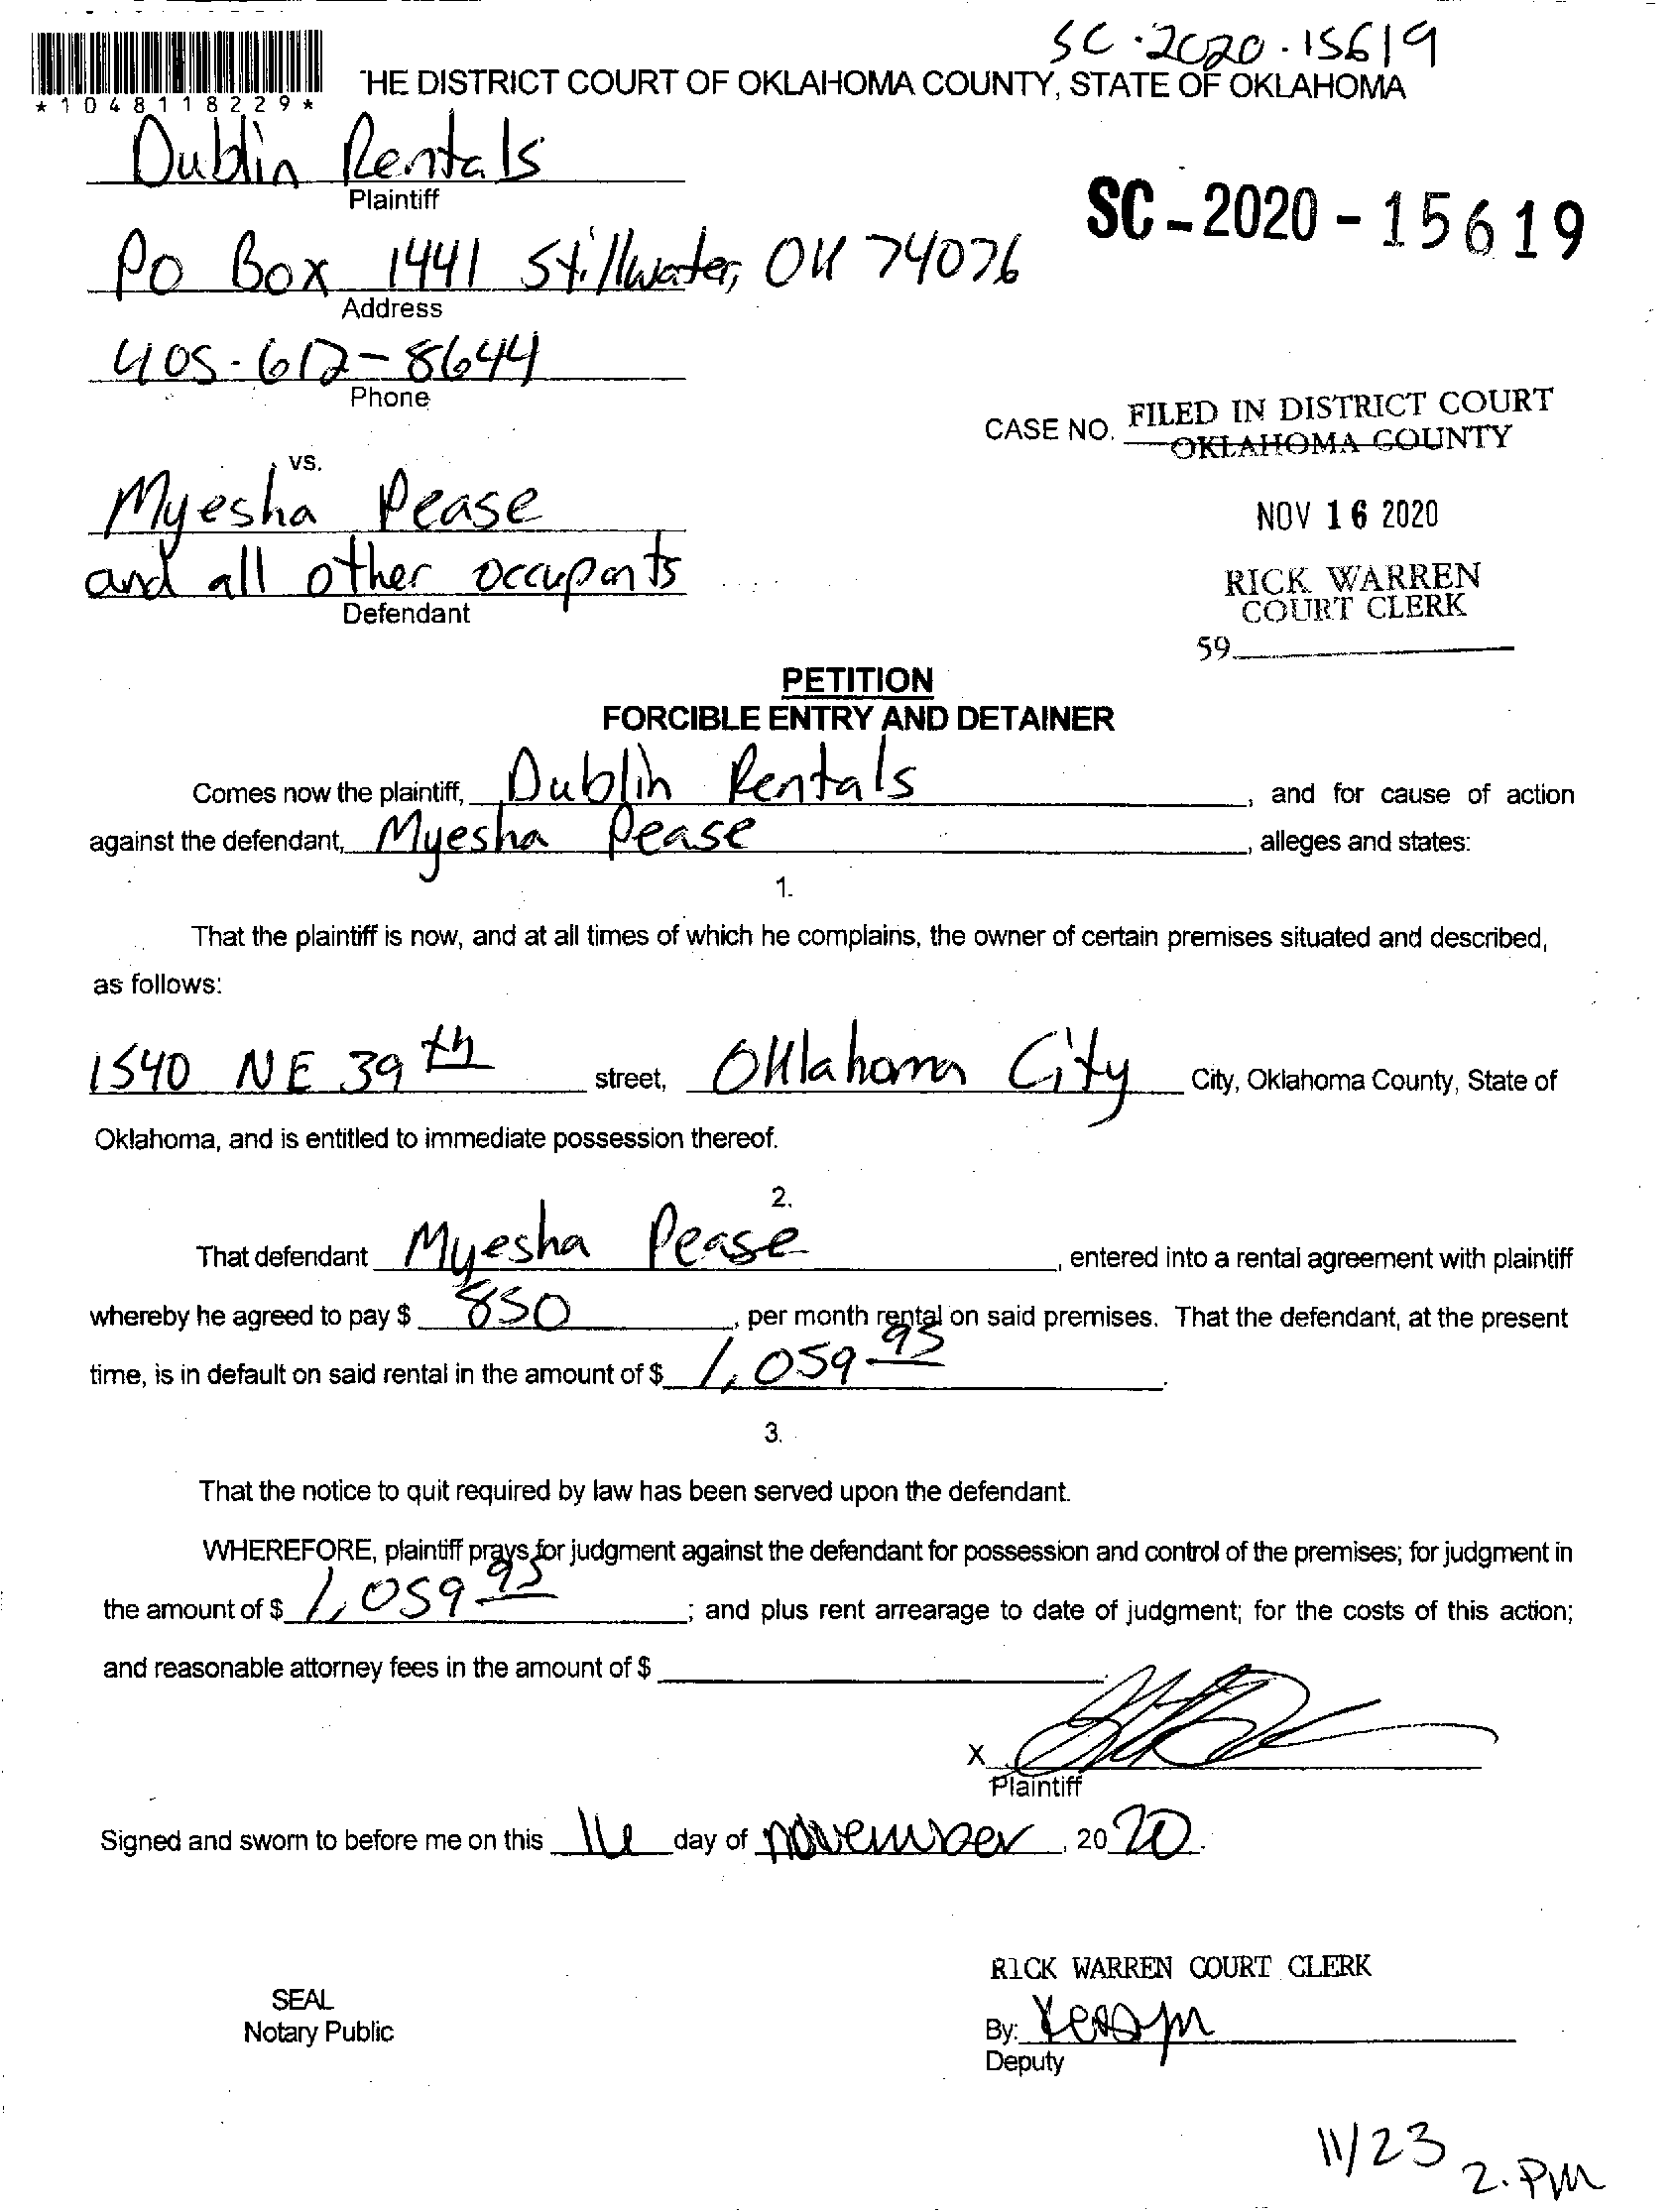 SC-2020-15619
*1048118229*
THE DISTRICT COURT OF OKLAHOMA COUNTY, STATE OF OKLAHOMA
Dublin Rentals
Plaintiff
SC-2020-15619
PO Box 1441 Stillwater, OK 74076
Address
405-612-8644
Phone
CASE NO.
FILED IN DISTRICT COURT
OKLAHOMA COUNTY
vs.
Myesha Pease
NOV 16 2020
and all other occupants
Defendant
RICK WARREN
COURT CLERK
59
PETITION
FORCIBLE ENTRY AND DETAINER
Comes now the plaintiff, Dublin Rentals, and for cause of action
against the defendant, Myesha Pease, alleges and states:
1.
That the plaintiff is now, and at all times of which he complains, the owner of certain premises situated and described,
as follows:
1540 NE 39th street, Oklahoma City City, Oklahoma County, State of
Oklahoma, and is entitled to immediate possession thereof.
2.
That defendant Myesha Pease, entered into a rental agreement with plaintiff
whereby he agreed to pay $ 850, per month rental on said premises. That the defendant, at the present
time, is in default on said rental in the amount of $ 1,059.95.
3.
That the notice to quit required by law has been served upon the defendant.
WHEREFORE, plaintiff prays for judgment against the defendant for possession and control of the premises; for judgment in
the amount of $ 1,059.95; and plus rent arrearage to date of judgment; for the costs of this action;
and reasonable attorney fees in the amount of $
X
Plaintiff
Signed and sworn to before me on this 16 day of november, 2020.
RICK WARREN COURT CLERK
SEAL
Notary Public
By:
Deputy
11/23 2.PM